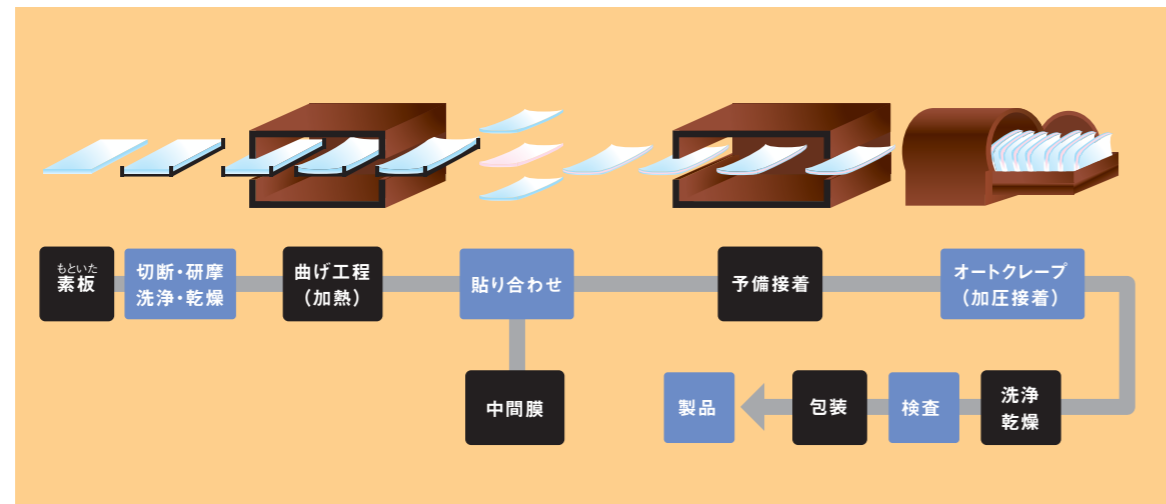 もといた
素板
切断・研摩
洗浄・乾燥
曲げ工程
（加熱）
貼り合わせ
中間膜
予備接着
オートクレーブ
（加圧接着）
洗浄
乾燥
検査
包装
製品